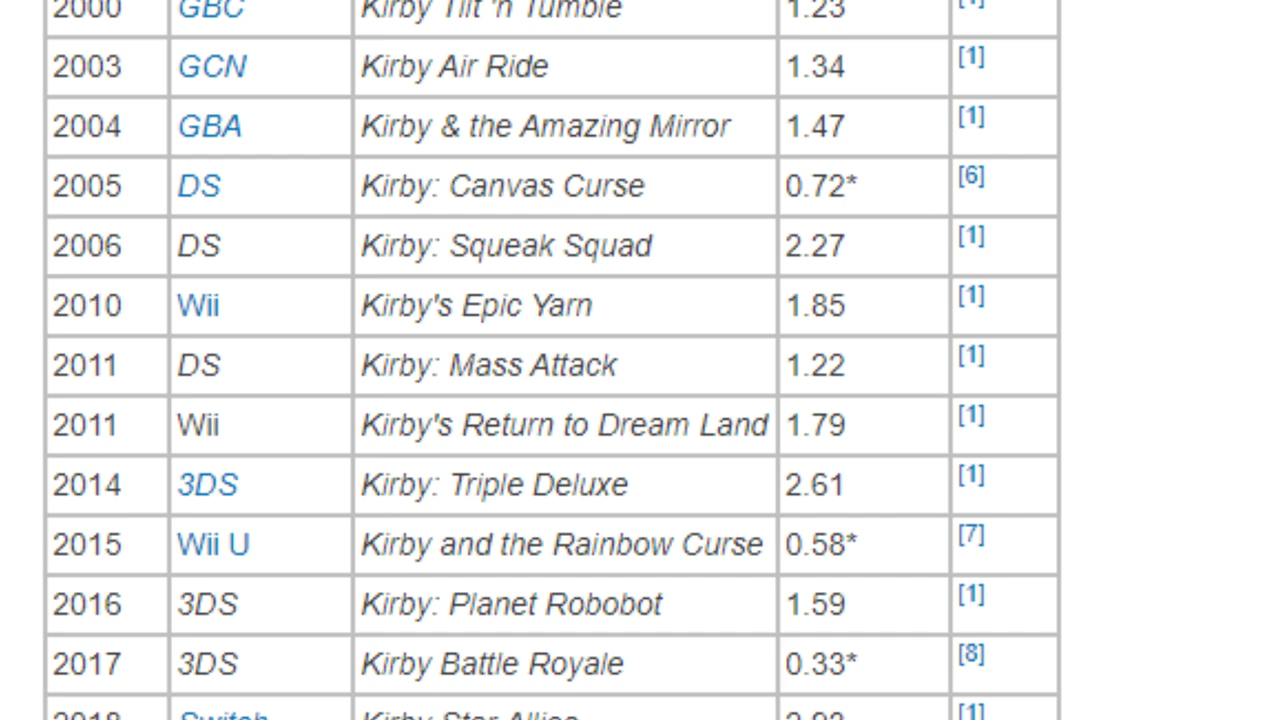 2000 GBC Kirby Tilt 'n Tumble 1.23 [1]
2003 GCN Kirby Air Ride 1.34 [1]
2004 GBA Kirby & the Amazing Mirror 1.47 [1]
2005 DS Kirby: Canvas Curse 0.72* [6]
2006 DS Kirby: Squeak Squad 2.27 [1]
2010 Wii Kirby's Epic Yarn 1.85 [1]
2011 DS Kirby: Mass Attack 1.22 [1]
2011 Wii Kirby's Return to Dream Land 1.79 [1]
2014 3DS Kirby: Triple Deluxe 2.61 [1]
2015 Wii U Kirby and the Rainbow Curse 0.58* [7]
2016 3DS Kirby: Planet Robobot 1.59 [1]
2017 3DS Kirby Battle Royale 0.33* [8]
2018 Switch Kirby Star Allies [1]